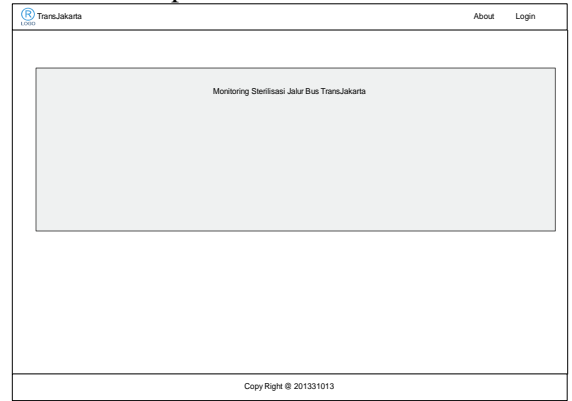 R
LOGO
TransJakarta
About
Login
Monitoring Sterilisasi Jalur Bus TransJakarta
Copy Right @ 201331013